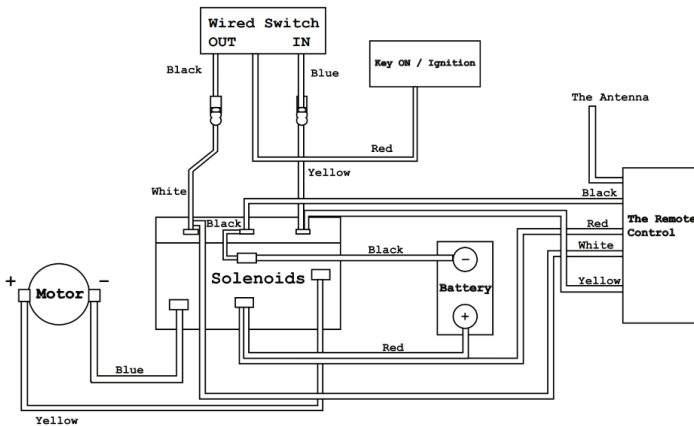 Wired Switch
OUT IN
Black
Blue
Key ON / Ignition
The Antenna
Red
Yellow
White
Black
Black
Red
The Remote
Control
White
Black
Yellow
Solenoids
Battery
−
+
+ Motor −
Red
Blue
Yellow